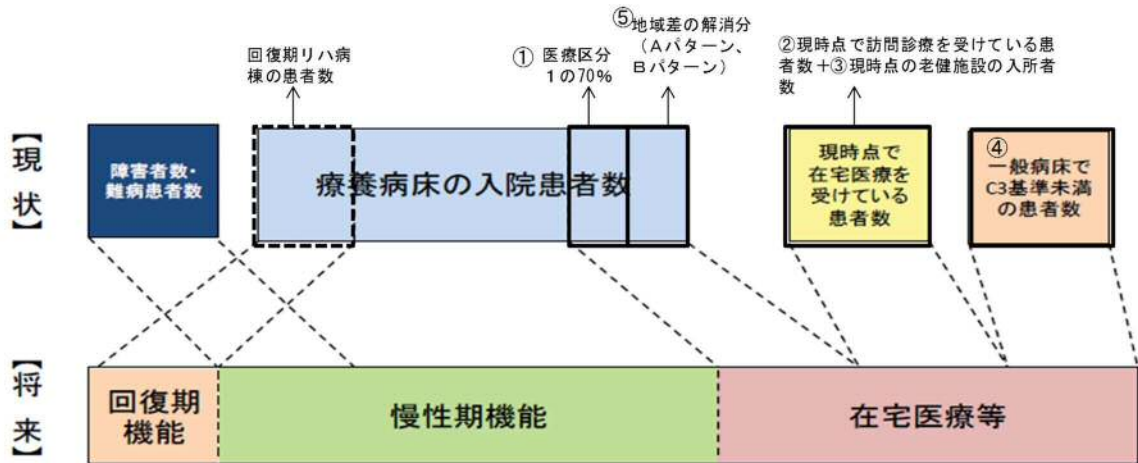 回復期リハ病
棟の患者数
① 医療区分
1の70%
⑤地域差の解消分
（Aパターン、
Bパターン）
②現時点で訪問診療を受けている患
者数+③現時点の老健施設の入所者
数
【現状】
障害者数・
難病患者数
療養病床の入院患者数
現時点で
在宅医療を
受けている
患者数
④
一般病床で
C3基準未満
の患者数
【将来】
回復期
機能
慢性期機能
在宅医療等